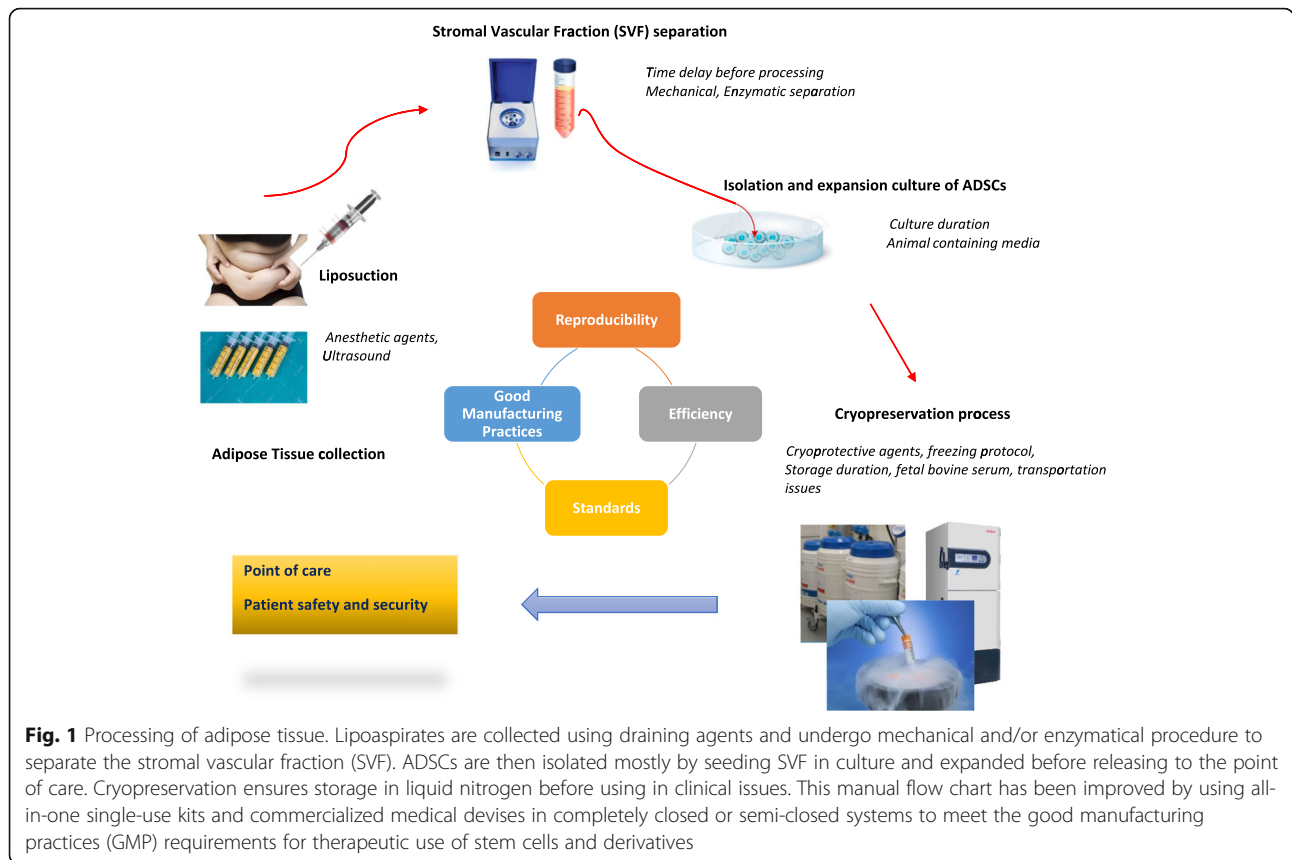 Stromal Vascular Fraction (SVF) separation
Time delay before processing
Mechanical, Enzymatic separation
Isolation and expansion culture of ADSCs
Culture duration
Animal containing media
Liposuction
Anesthetic agents,
Ultrasound
Adipose Tissue collection
Reproducibility
Good
Manufacturing
Practices
Efficiency
Standards
Cryopreservation process
Cryoprotective agents, freezing protocol,
Storage duration, fetal bovine serum, transportation
issues
Point of care
Patient safety and security
Fig. 1 Processing of adipose tissue. Lipoaspirates are collected using draining agents and undergo mechanical and/or enzymatical procedure to
separate the stromal vascular fraction (SVF). ADSCs are then isolated mostly by seeding SVF in culture and expanded before releasing to the point
of care. Cryopreservation ensures storage in liquid nitrogen before using in clinical issues. This manual flow chart has been improved by using all-
in-one single-use kits and commercialized medical devises in completely closed or semi-closed systems to meet the good manufacturing
practices (GMP) requirements for therapeutic use of stem cells and derivatives